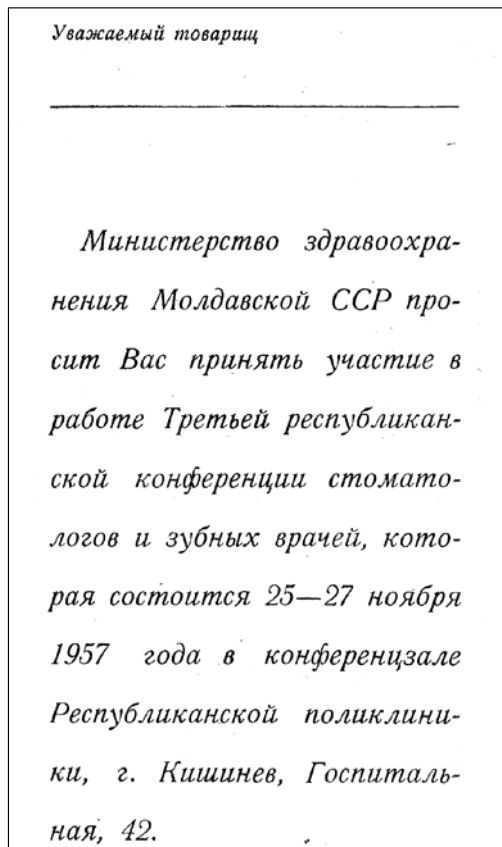 Уважаемый товарищ
Министерство здравоохра-
нения Молдавской ССР про-
сит Вас принять участие в
работе Третьей республикан-
ской конференции стомато-
логов и зубных врачей, кото-
рая состоится 25—27 ноября
1957 года в конференцзале
Республиканской поликлини-
ки, г. Кишинев, Госпиталь-
ная, 42.